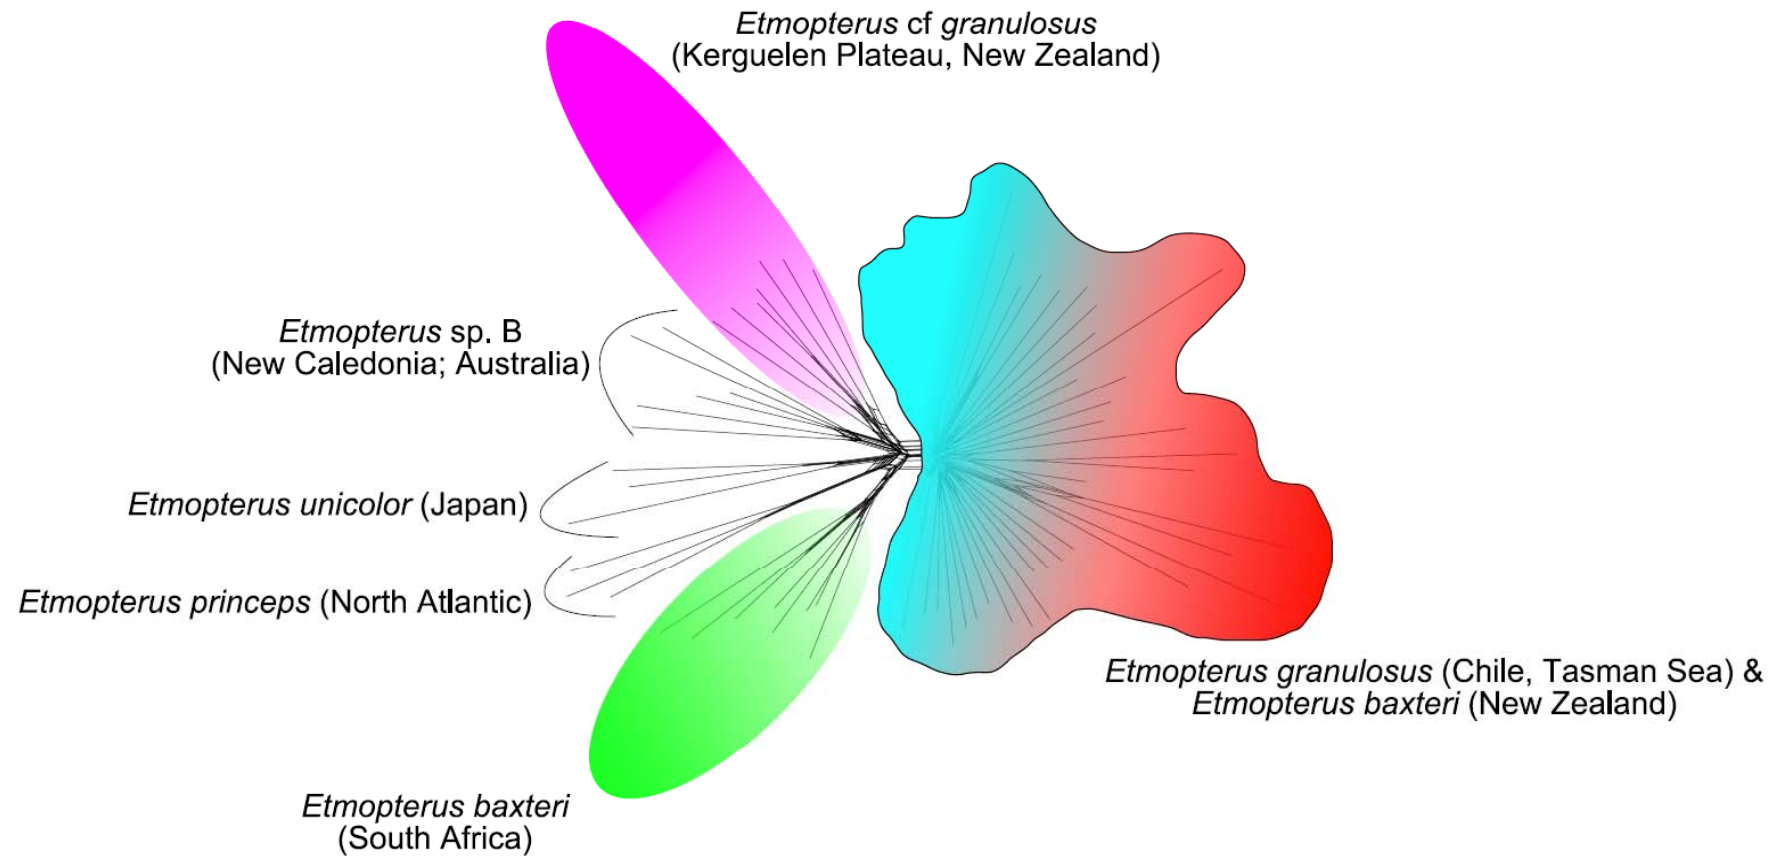 Etmopterus cf granulosus
(Kerguelen Plateau, New Zealand)
Etmopterus sp. B
(New Caledonia; Australia)
Etmopterus unicolor (Japan)
Etmopterus princeps (North Atlantic)
Etmopterus granulosus (Chile, Tasman Sea) &
Etmopterus baxteri (New Zealand)
Etmopterus baxteri
(South Africa)